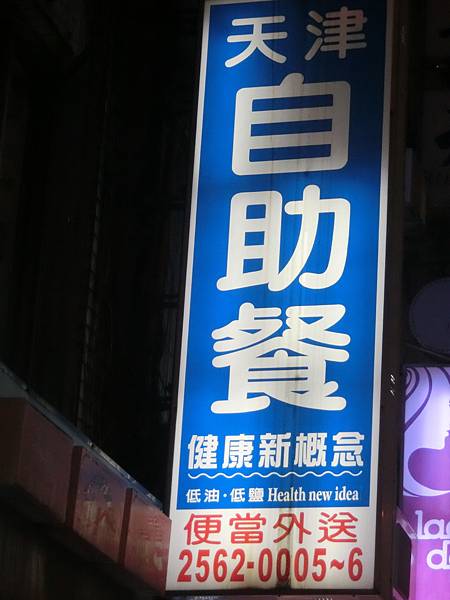 天津
自助餐
健康新概念
低油·低鹽 Health new idea
便當外送
2562-0005~6